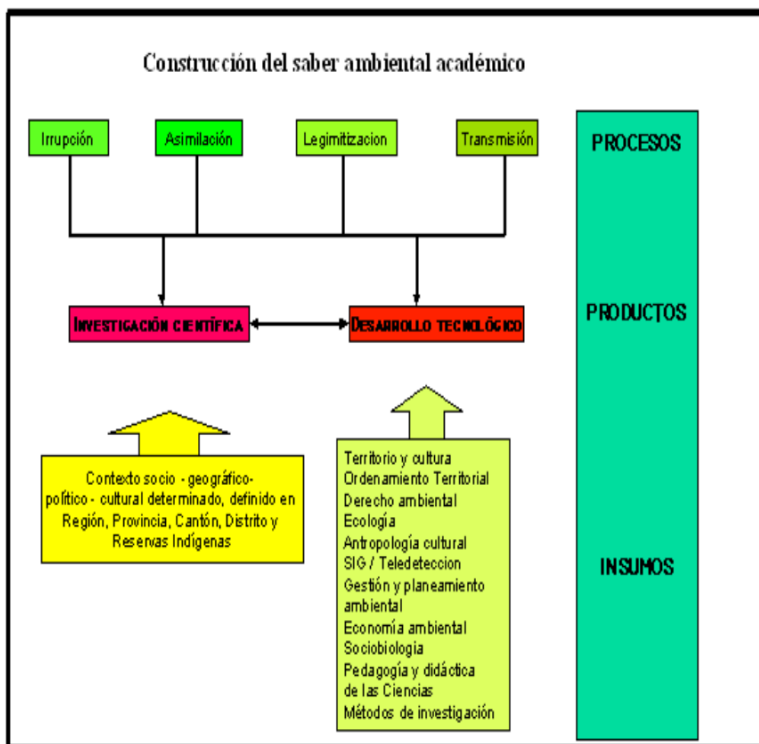 Construcción del saber ambiental académico
Irrupción
Asimilación
Legimitizacion
Transmisión
PROCESOS
INVESTIGACIÓN CIENTÍFICA
DESARROLLO TECNOLÓGICO
PRODUCTOS
Contexto socio - geográfico-
político - cultural determinado, definido en
Región, Provincia, Cantón, Distrito y
Reservas Indígenas
Territorio y cultura
Ordenamiento Territorial
Derecho ambiental
Ecología
Antropología cultural
SIG / Teledeteccion
Gestión y planeamiento
ambiental
Economía ambiental
Sociobiología
Pedagogía y didáctica
de las Ciencias
Métodos de investigación
INSUMOS